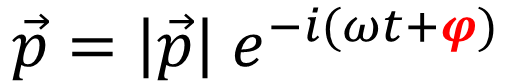 p⃗ = |p⃗| e^{−i(ωt+φ)}